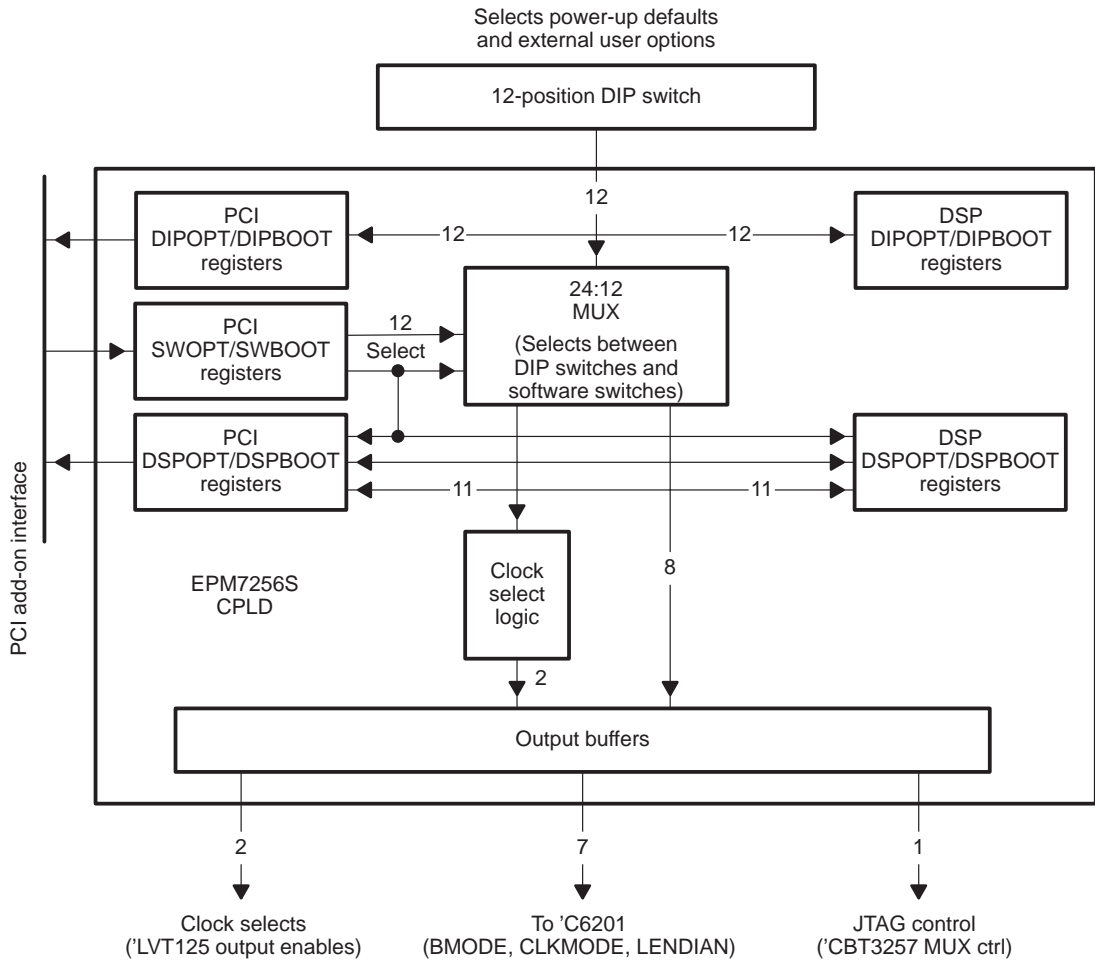 Selects power-up defaults
and external user options
12-position DIP switch
12
PCI
DIPOPT/DIPBOOT
registers
12
12
DSP
DIPOPT/DIPBOOT
registers
24:12
MUX
(Selects between
DIP switches and
software switches)
PCI
SWOPT/SWBOOT
registers
12
Select
PCI
DSPOPT/DSPBOOT
registers
11
11
DSP
DSPOPT/DSPBOOT
registers
PCI add-on interface
EPM7256S
CPLD
Clock
select
logic
8
2
Output buffers
2
7
1
Clock selects
('LVT125 output enables)
To 'C6201
(BMODE, CLKMODE, LENDIAN)
JTAG control
('CBT3257 MUX ctrl)